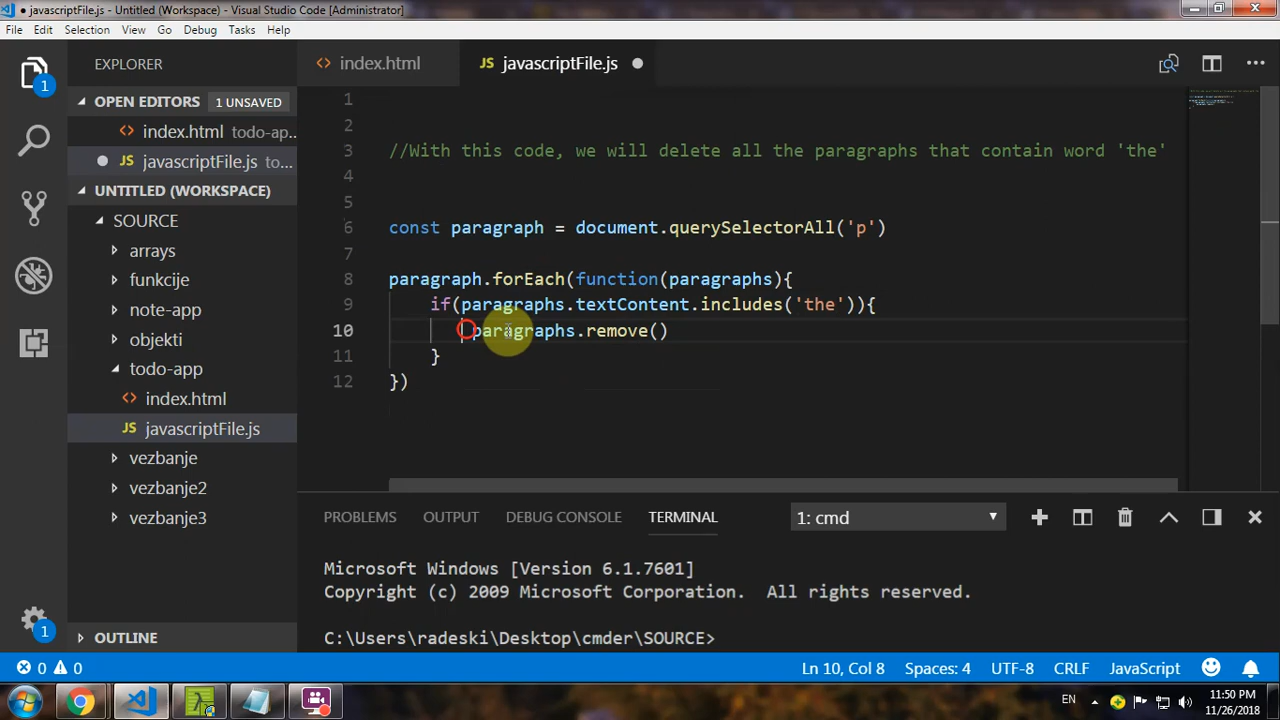 javascriptFile.js - Untitled (Workspace) - Visual Studio Code [Administrator]
File Edit Selection View Go Debug Tasks Help
EXPLORER
OPEN EDITORS 1 UNSAVED
index.html todo-ap...
javascriptFile.js to...
UNTITLED (WORKSPACE)
SOURCE
arrays
funkcije
note-app
objekti
todo-app
index.html
javascriptFile.js
vezbanje
vezbanje2
vezbanje3
OUTLINE
1
1
index.html JS javascriptFile.js
1
2
3 //With this code, we will delete all the paragraphs that contain word 'the'
4
5
6 const paragraph = document.querySelectorAll('p')
7
8 paragraph.forEach(function(paragraphs){
9 if(paragraphs.textContent.includes('the')){
10 paragraphs.remove()
11 }
12 })
PROBLEMS OUTPUT DEBUG CONSOLE TERMINAL 1: cmd
Microsoft Windows [Version 6.1.7601]
Copyright (c) 2009 Microsoft Corporation. All rights reserved.
C:\Users\radeski\Desktop\cmder\SOURCE>
0 0 Ln 10, Col 8 Spaces: 4 UTF-8 CRLF JavaScript
EN 11:50 PM
11/26/2018